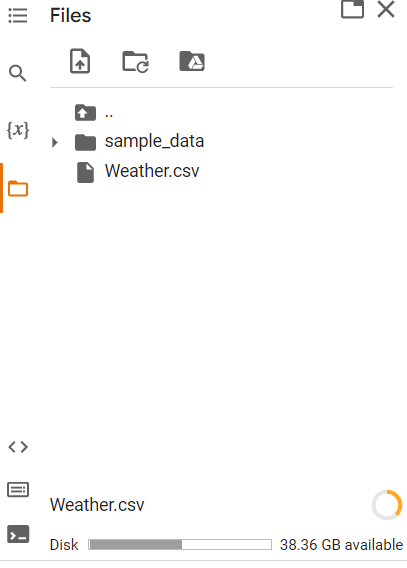 Files
{x}
..
sample_data
Weather.csv
Weather.csv
Disk 38.36 GB available